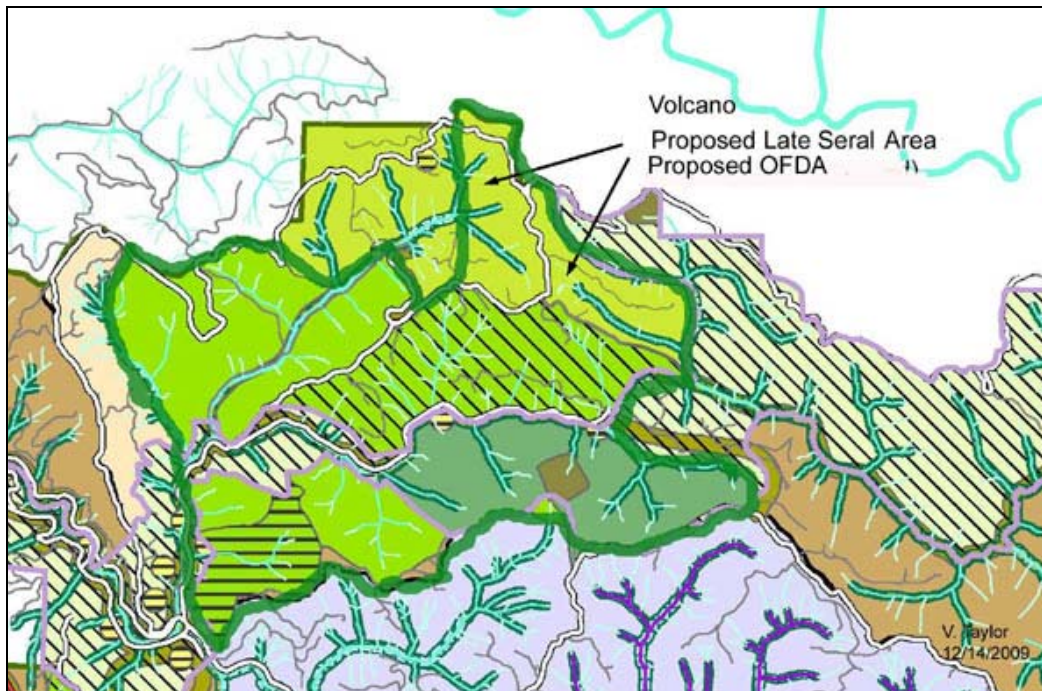 Volcano
Proposed Late Seral Area
Proposed OFDA
V. Taylor
12/14/2009